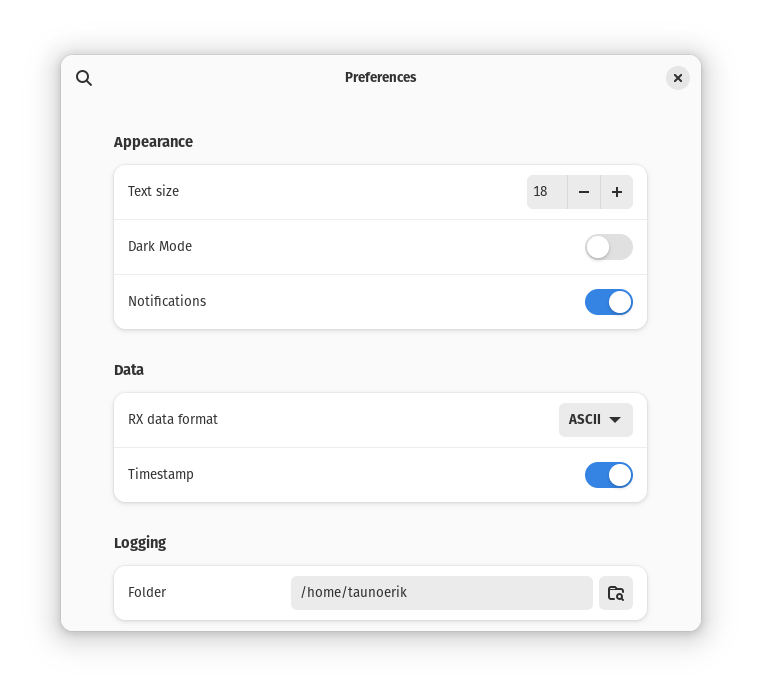 Preferences
Appearance
Text size 18
Dark Mode
Notifications
Data
RX data format ASCII
Timestamp
Logging
Folder /home/taunoerik